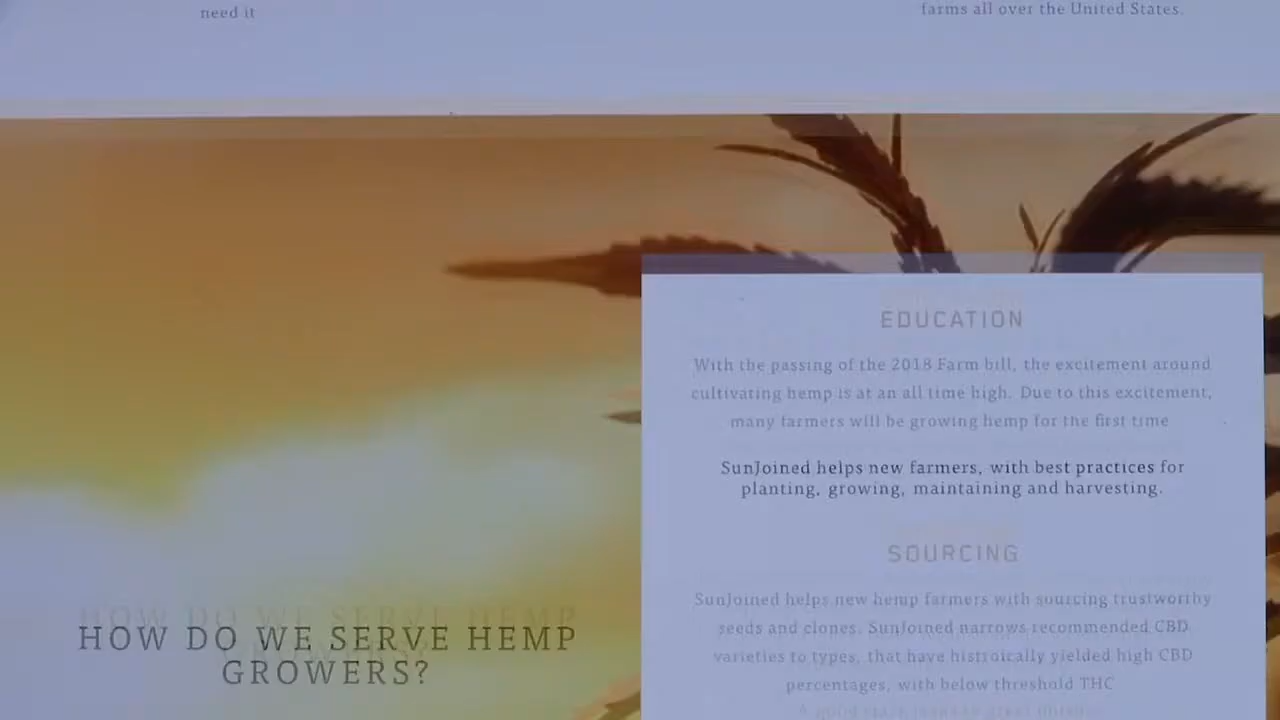 need it
farms all over the United States.
EDUCATION
With the passing of the 2018 Farm bill, the excitement around
cultivating hemp is at an all time high. Due to this excitement,
many farmers will be growing hemp for the first time
SunJoined helps new farmers, with best practices for
planting, growing, maintaining and harvesting.
SOURCING
SunJoined helps new hemp farmers with sourcing trustworthy
seeds and clones. SunJoined narrows recommended CBD
varieties to types, that have histroically yielded high CBD
percentages, with below threshold THC
HOW DO WE SERVE HEMP
GROWERS?